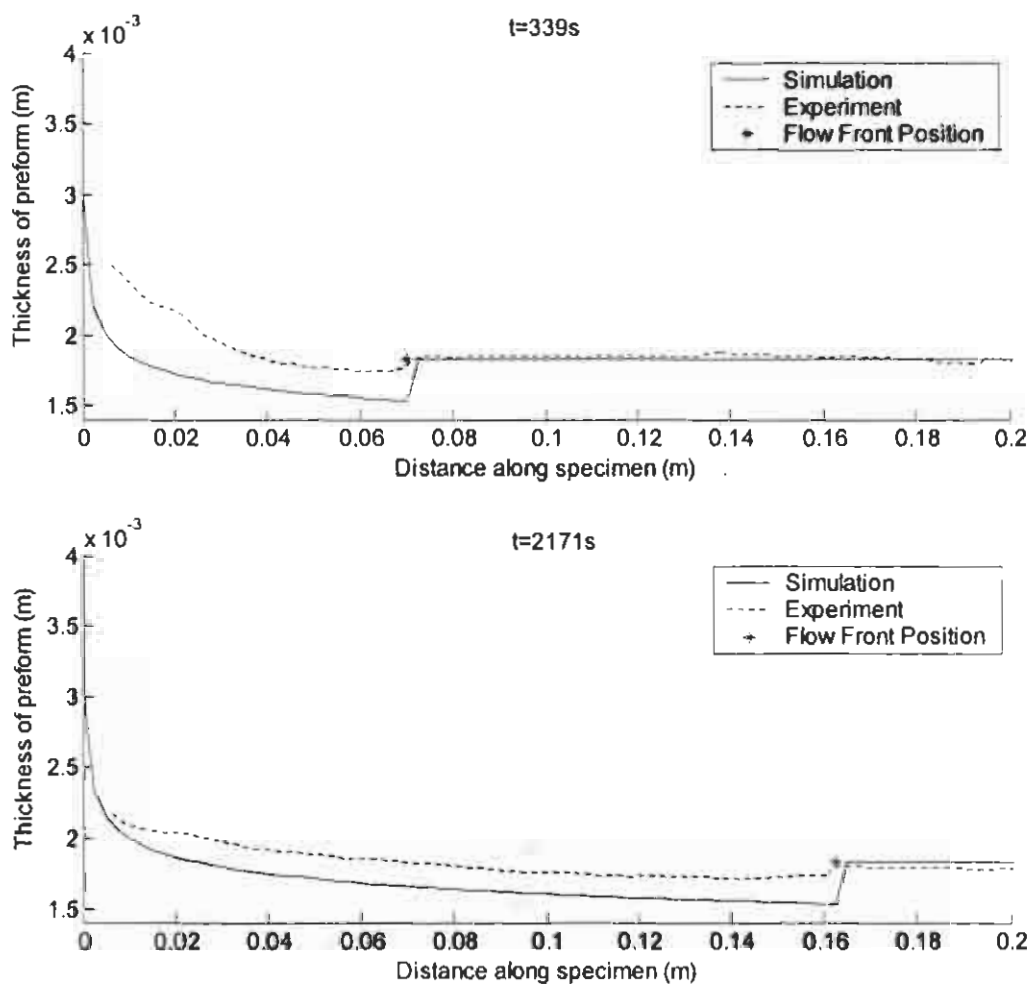 x 10-3
t=339s
4
3.5
3
2.5
2
1.5
Thickness of preform (m)
Simulation
Experiment
Flow Front Position
0 0.02 0.04 0.06 0.08 0.1 0.12 0.14 0.16 0.18 0.2
Distance along specimen (m)
x 10-3
t=2171s
4
3.5
3
2.5
2
1.5
Thickness of preform (m)
Simulation
Experiment
Flow Front Position
0 0.02 0.04 0.06 0.08 0.1 0.12 0.14 0.16 0.18 0.2
Distance along specimen (m)